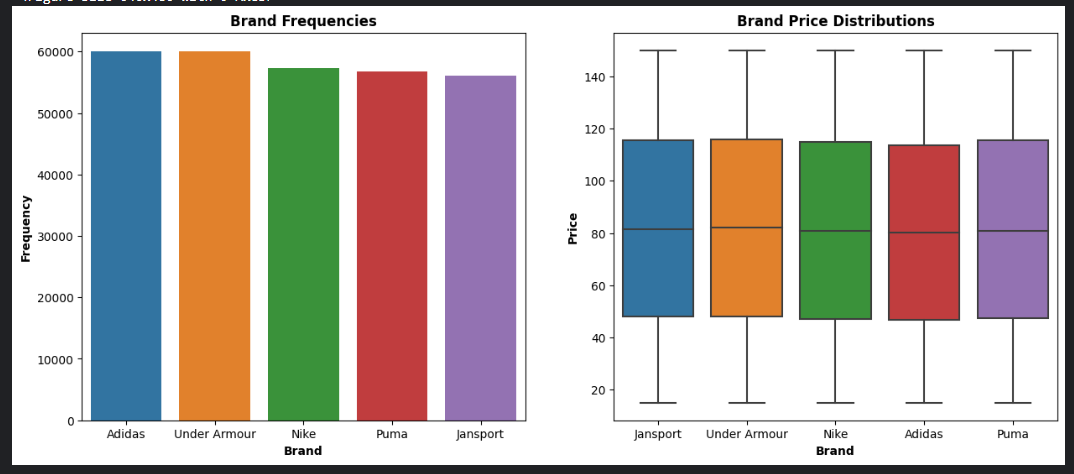 Brand Frequencies
60000
50000
40000
30000
20000
10000
0
Frequency
Adidas Under Armour Nike Puma Jansport
Brand
Brand Price Distributions
140
120
100
80
60
40
20
Price
Jansport Under Armour Nike Adidas Puma
Brand